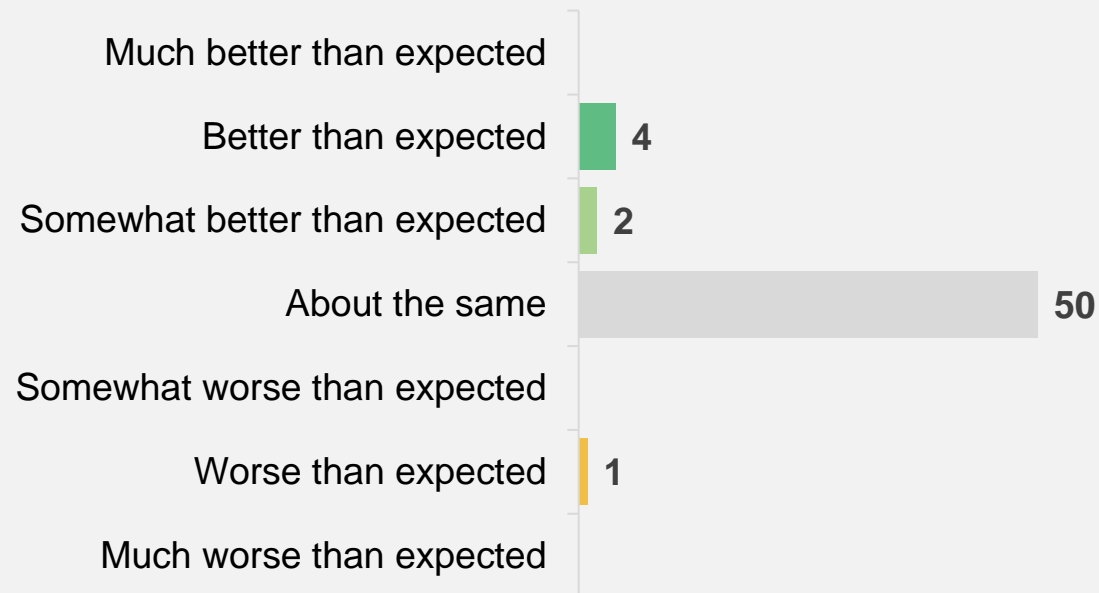 Much better than expected
Better than expected 4
Somewhat better than expected 2
About the same 50
Somewhat worse than expected
Worse than expected 1
Much worse than expected